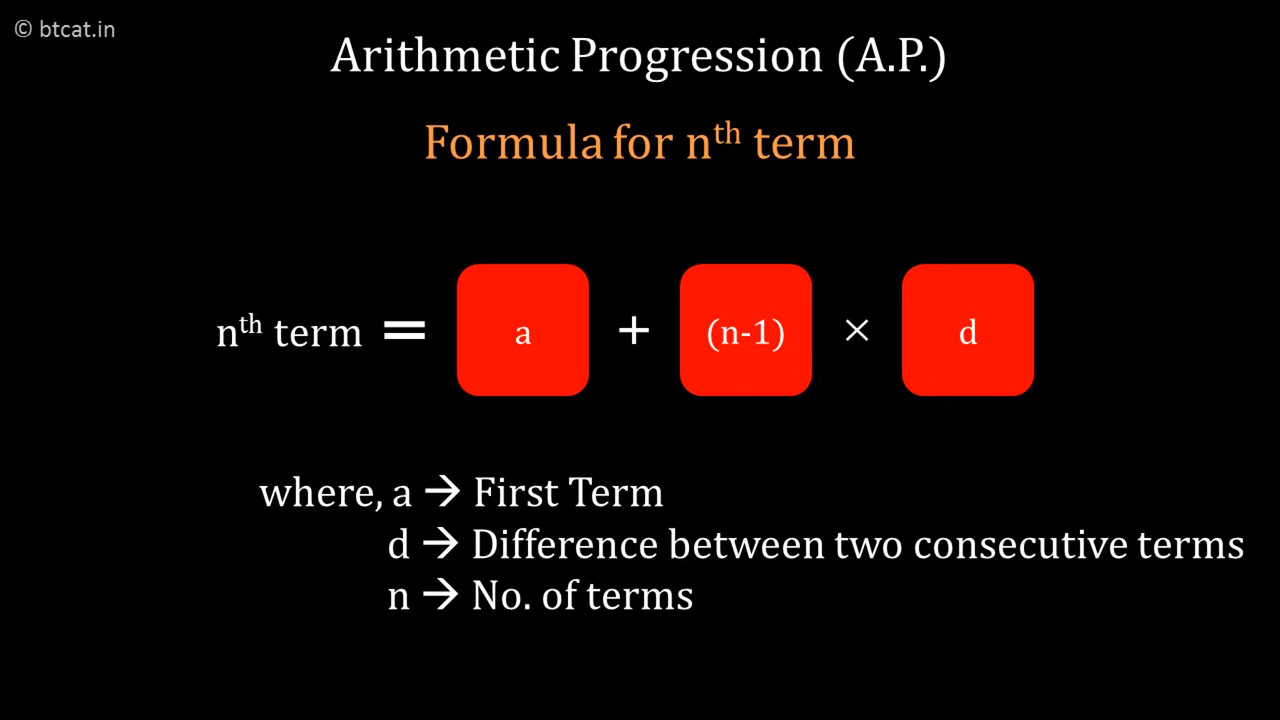 © btcat.in
Arithmetic Progression (A.P.)
Formula for nᵗʰ term
nᵗʰ term = a + (n-1) × d
where, a → First Term
d → Difference between two consecutive terms
n → No. of terms